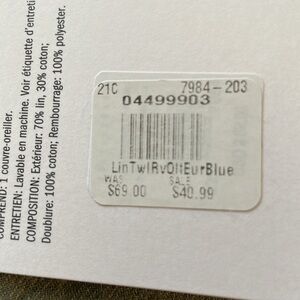 COMPREND: 1 couvre-oreiller.
ENTRETIEN: Lavable en machine. Voir étiquette d'entreti
COMPOSITION: Extérieur: 70% lin, 30% coton;
Doublure: 100% coton; Rembourrage: 100% polyester.
21C 7984-203
04499903
LinTwlRvQltEurBlue
WAS SALE
$69.00 $40.99